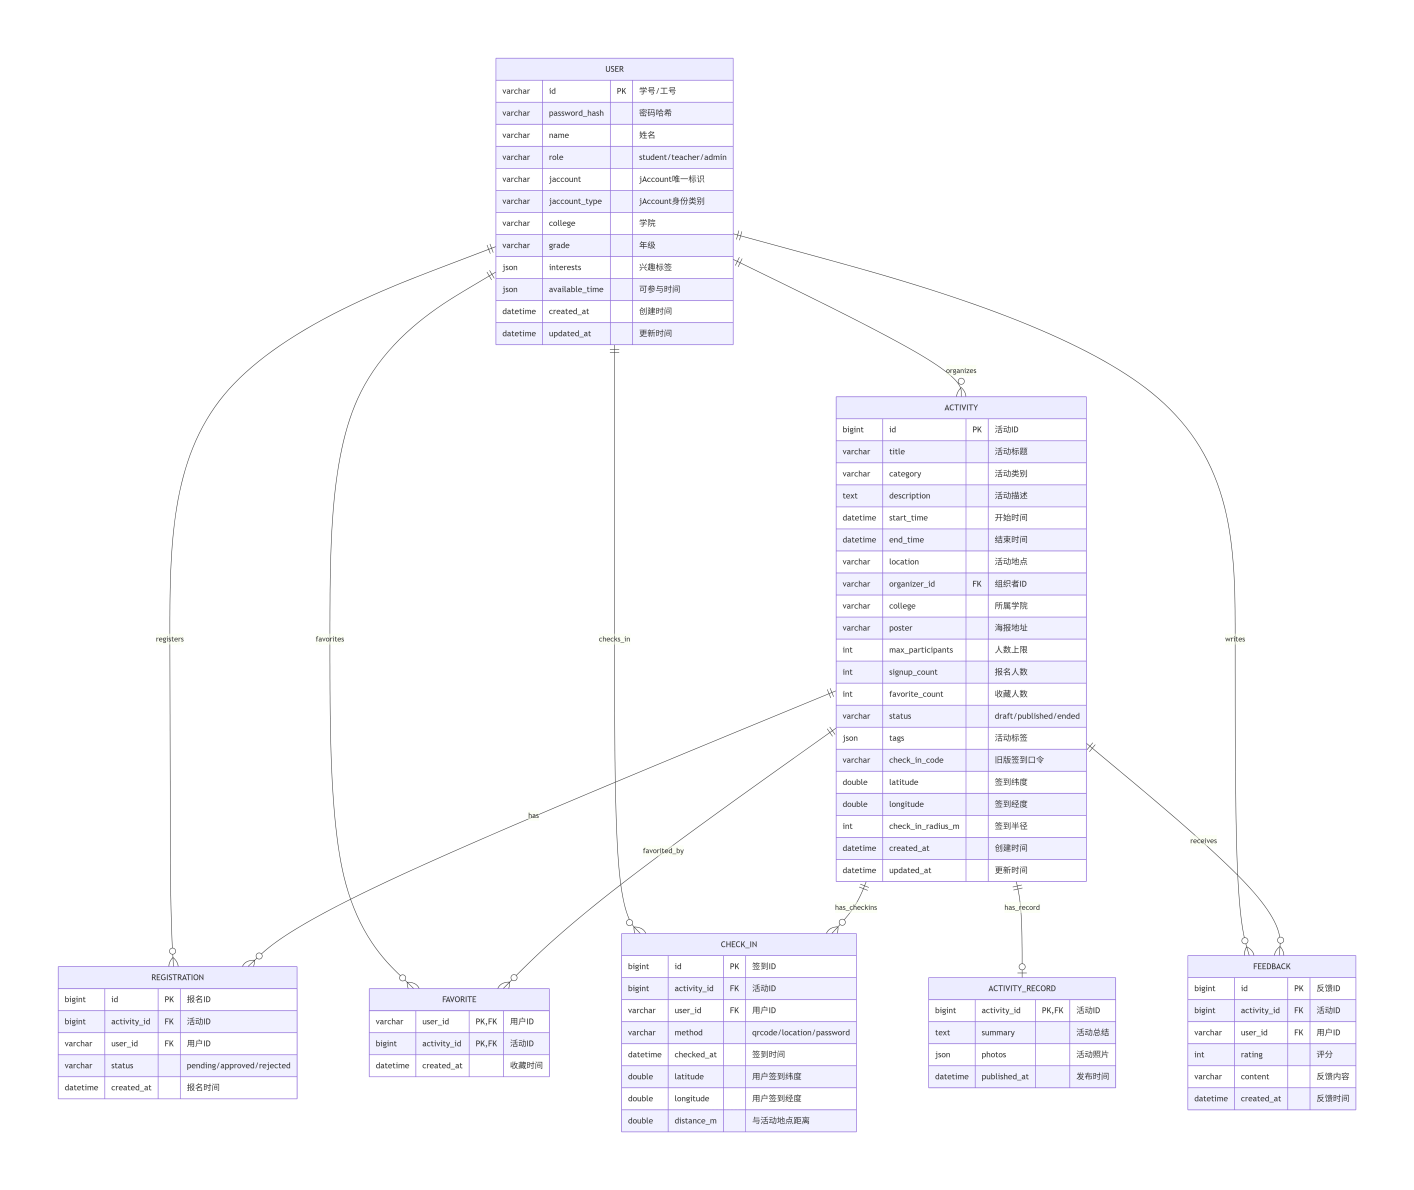 USER
varchar id PK 学号/工号
varchar password_hash 密码哈希
varchar name 姓名
varchar role student/teacher/admin
varchar jaccount jAccount唯一标识
varchar jaccount_type jAccount身份类别
varchar college 学院
varchar grade 年级
json interests 兴趣标签
json available_time 可参与时间
datetime created_at 创建时间
datetime updated_at 更新时间
organizes
ACTIVITY
bigint id PK 活动ID
varchar title 活动标题
varchar category 活动类别
text description 活动描述
datetime start_time 开始时间
datetime end_time 结束时间
varchar location 活动地点
varchar organizer_id FK 组织者ID
varchar college 所属学院
varchar poster 海报地址
int max_participants 人数上限
int signup_count 报名人数
int favorite_count 收藏人数
varchar status draft/published/ended
json tags 活动标签
varchar check_in_code 旧版签到口令
double latitude 签到纬度
double longitude 签到经度
int check_in_radius_m 签到半径
datetime created_at 创建时间
datetime updated_at 更新时间
registers
favorites
checks_in
writes
has
favorited_by
receives
has_checkins
has_record
REGISTRATION
bigint id PK 报名ID
bigint activity_id FK 活动ID
varchar user_id FK 用户ID
varchar status pending/approved/rejected
datetime created_at 报名时间
FAVORITE
varchar user_id PK,FK 用户ID
bigint activity_id PK,FK 活动ID
datetime created_at 收藏时间
CHECK_IN
bigint id PK 签到ID
bigint activity_id FK 活动ID
varchar user_id FK 用户ID
varchar method qrcode/location/password
datetime checked_at 签到时间
double latitude 用户签到纬度
double longitude 用户签到经度
double distance_m 与活动地点距离
ACTIVITY_RECORD
bigint activity_id PK,FK 活动ID
text summary 活动总结
json photos 活动照片
datetime published_at 发布时间
FEEDBACK
bigint id PK 反馈ID
bigint activity_id FK 活动ID
varchar user_id FK 用户ID
int rating 评分
varchar content 反馈内容
datetime created_at 反馈时间